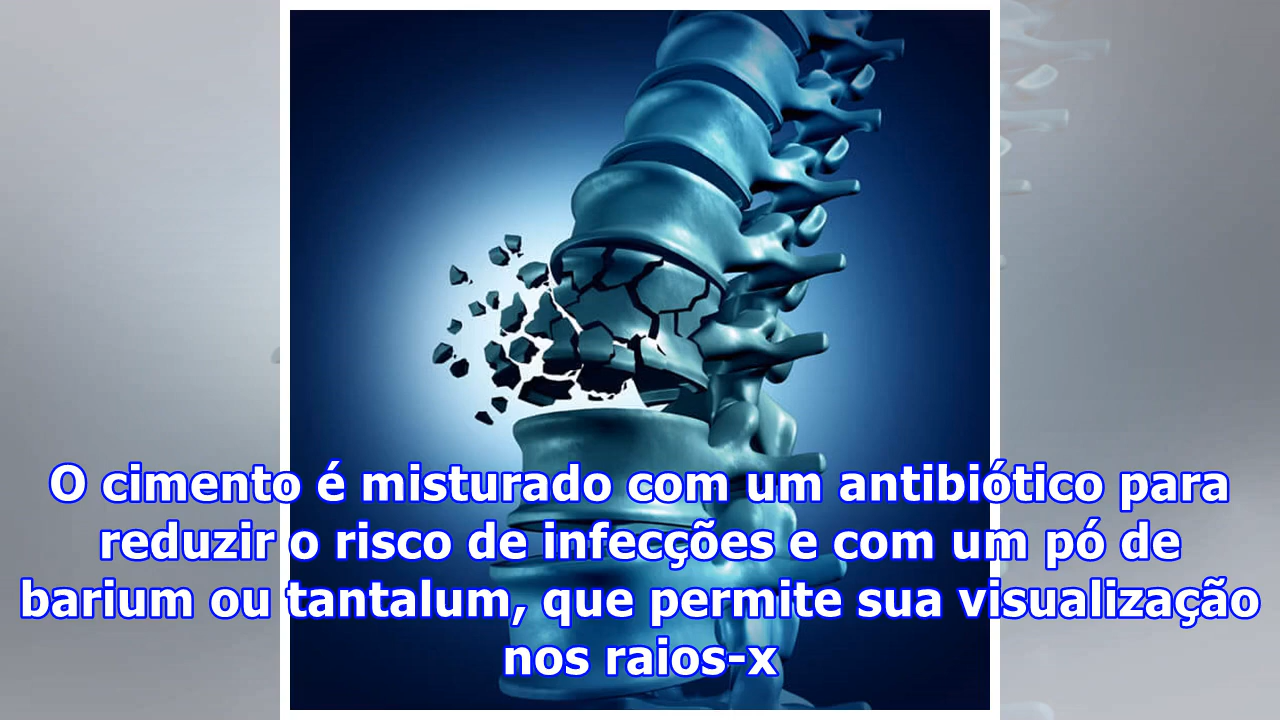 O cimento é misturado com um antibiótico para
reduzir o risco de infecções e com um pó de
barium ou tantalum, que permite sua visualização
nos raios-x